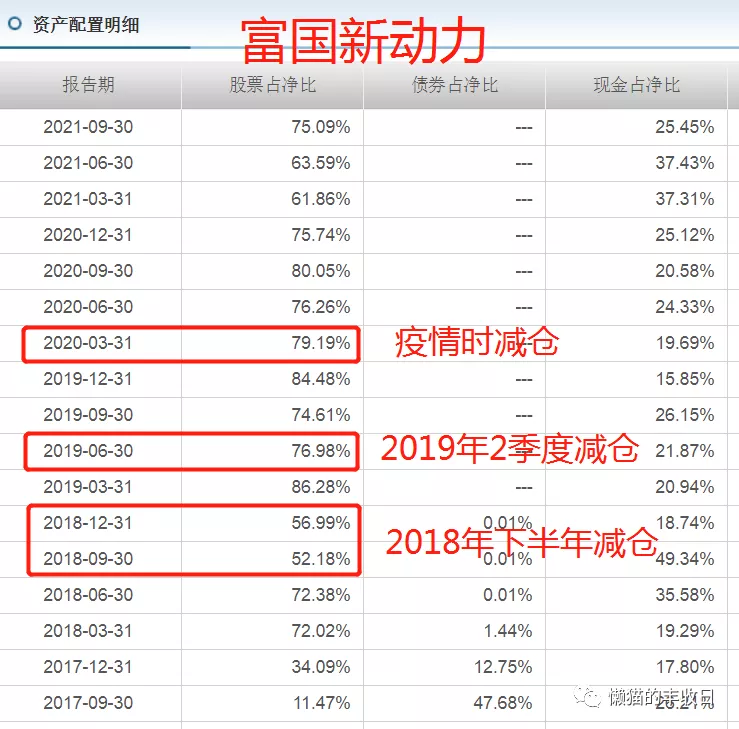 资产配置明细
富国新动力
报告期 股票占净比 债券占净比 现金占净比
2021-09-30 75.09% --- 25.45%
2021-06-30 63.59% --- 37.43%
2021-03-31 61.86% --- 37.31%
2020-12-31 75.74% --- 25.12%
2020-09-30 80.05% --- 20.58%
2020-06-30 76.26% --- 24.33%
2020-03-31 79.19% 疫情时减仓 --- 19.69%
2019-12-31 84.48% --- 15.85%
2019-09-30 74.61% --- 26.15%
2019-06-30 76.98% 2019年2季度减仓 --- 21.87%
2019-03-31 86.28% --- 20.94%
2018-12-31 56.99% 0.01% 18.74%
2018年下半年减仓
2018-09-30 52.18% 0.01% 49.34%
2018-06-30 72.38% 0.01% 35.58%
2018-03-31 72.02% 1.44% 19.29%
2017-12-31 34.09% 12.75% 17.80%
2017-09-30 11.47% 47.68%
懒猫的丰收日